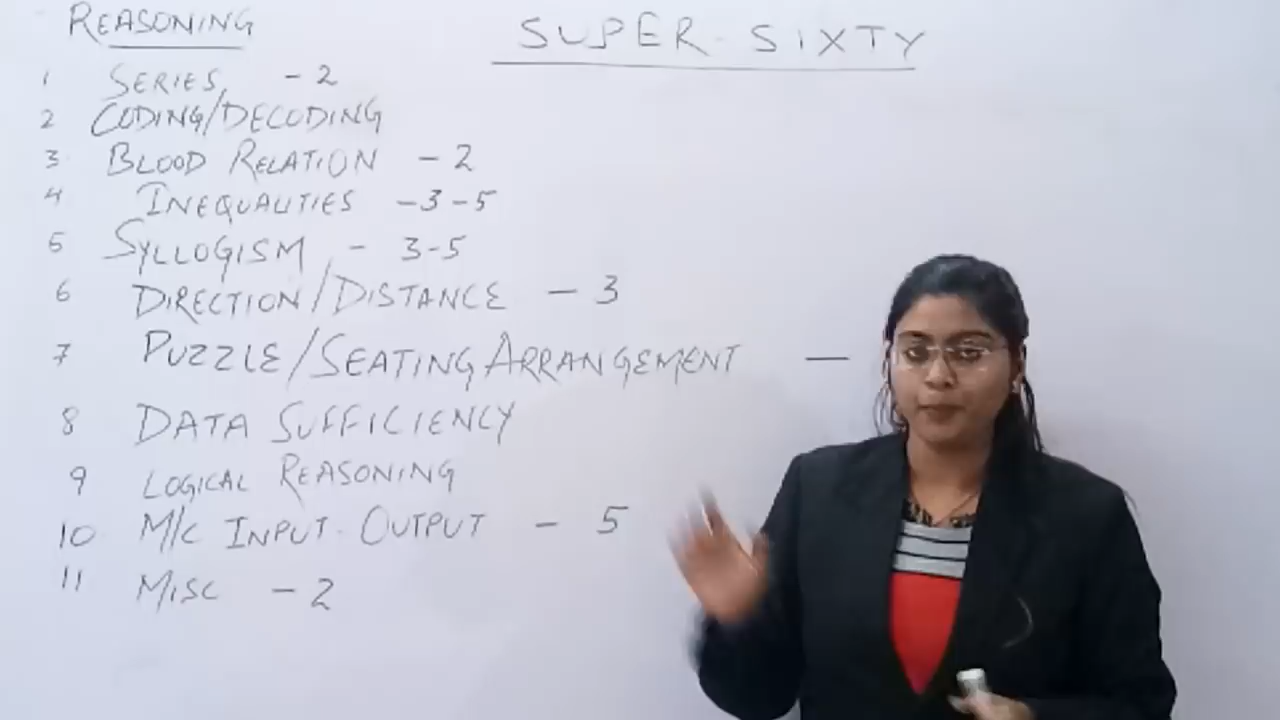 REASONING
SUPER-SIXTY
1 SERIES - 2
2 CODING/DECODING
3 BLOOD RELATION - 2
4 INEQUALITIES -3-5
5 SYLLOGISM - 3-5
6 DIRECTION/DISTANCE - 3
7 PUZZLE/SEATING ARRANGEMENT -
8 DATA SUFFICIENCY
9 LOGICAL REASONING
10 M/C INPUT-OUTPUT - 5
11 MISC - 2